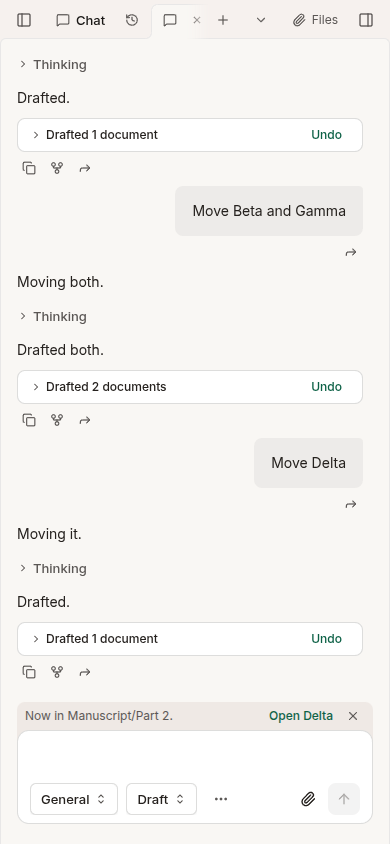 Chat
Files
Thinking
Drafted.
Drafted 1 document
Undo
Move Beta and Gamma
Moving both.
Thinking
Drafted both.
Drafted 2 documents
Undo
Move Delta
Moving it.
Thinking
Drafted.
Drafted 1 document
Undo
Now in Manuscript/Part 2.
Open Delta
General
Draft